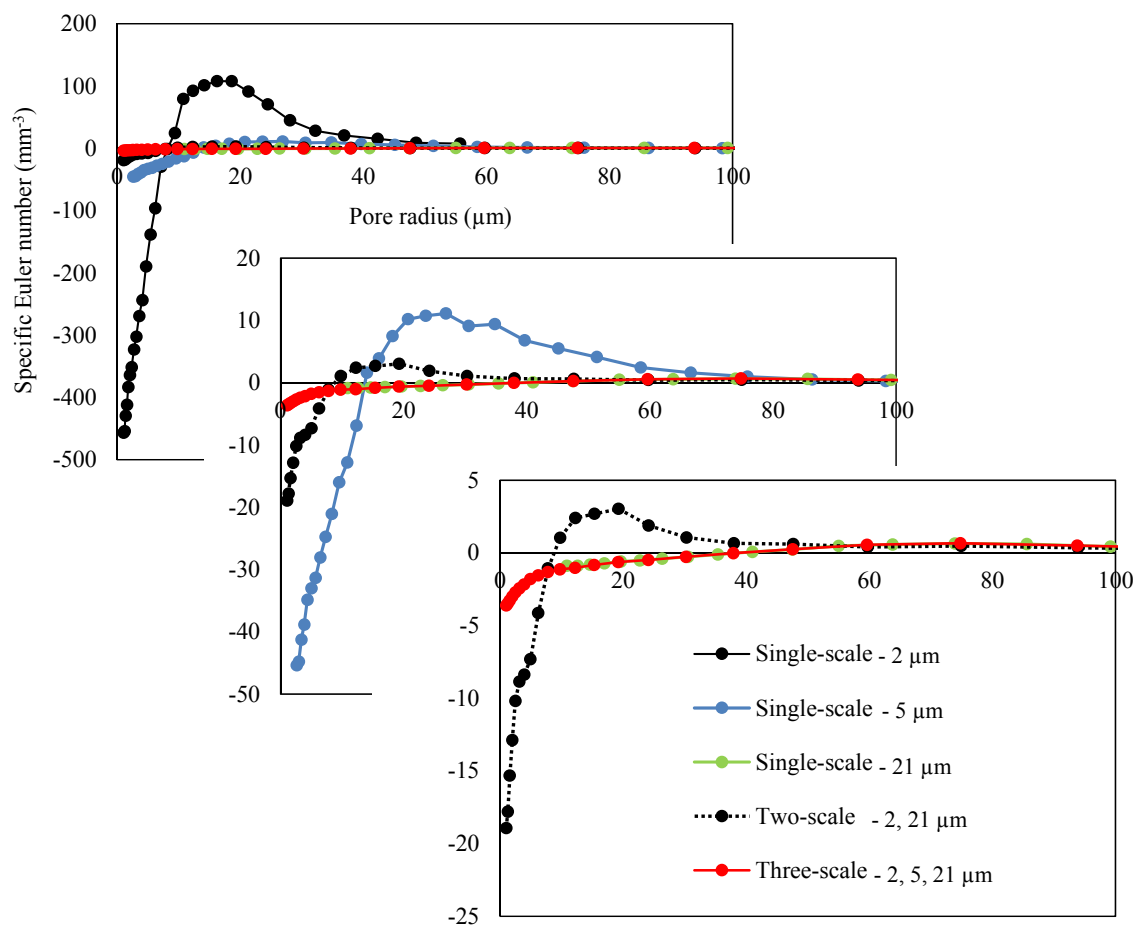 200
100
0
-100
-200
-300
-400
-500
Specific Euler number (mm-3)
0 20 40 60 80 100
Pore radius (µm)
20
10
0
-10
-20
-30
-40
-50
0 20 40 60 80 100
5
0
-5
-10
-15
-20
-25
0 20 40 60 80 100
Single-scale - 2 µm
Single-scale - 5 µm
Single-scale - 21 µm
Two-scale - 2, 21 µm
Three-scale - 2, 5, 21 µm